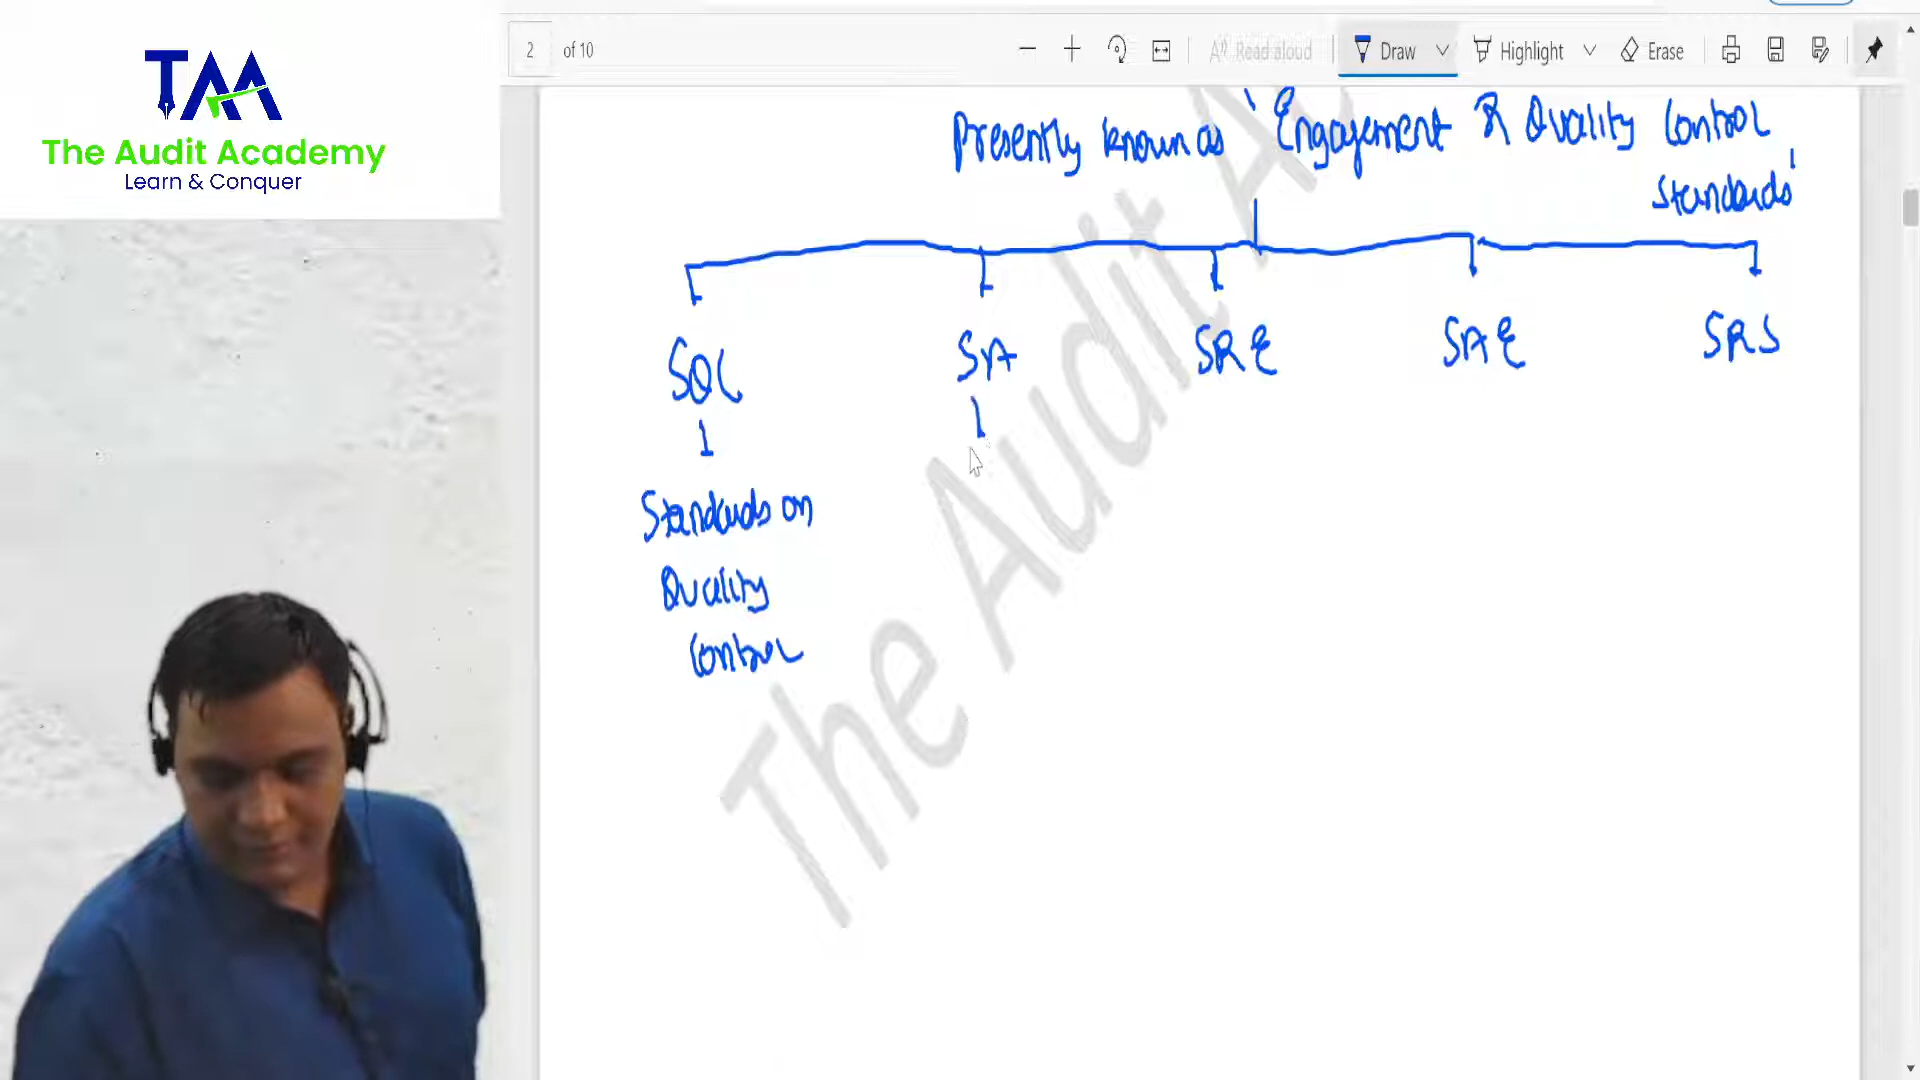 TAA
The Audit Academy
Learn & Conquer
2 of 10
Read aloud
Draw
Highlight
Erase
Presently known as 'Engagement & Quality Control
Standards'
SQC
SA
SRE
SAE
SRS
Standards on
Quality
Control
The Audit A